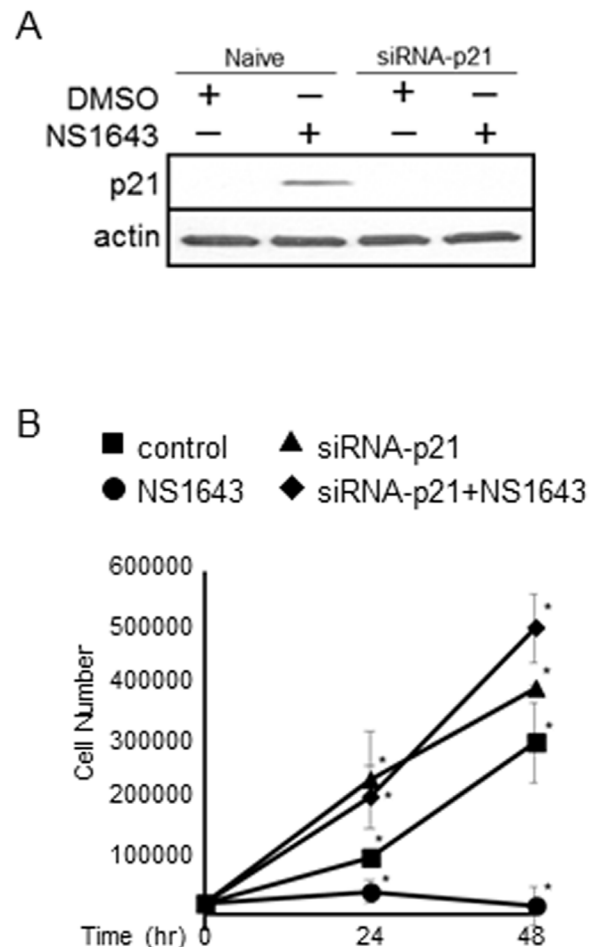 A
Naive siRNA-p21
DMSO + − + −
NS1643 − + − +
p21
actin
B
control siRNA-p21
NS1643 siRNA-p21+NS1643
600000
500000
400000
300000
200000
100000
Cell Number
* * * * * * * *
Time (hr) 0 24 48